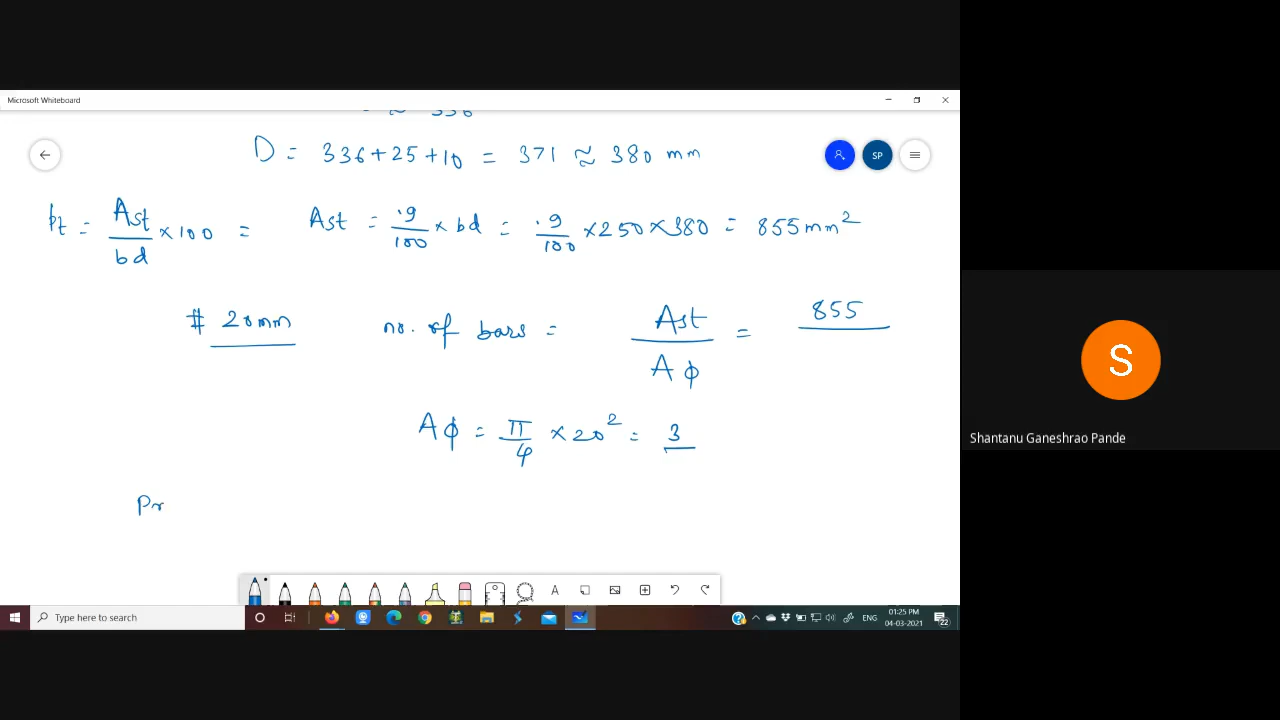 Microsoft Whiteboard
≈ 336
D = 336+25+10 = 371 ≈ 380 mm
SP
Pt = Ast/bd × 100 = Ast = .9/100 × bd = .9/100 × 250 × 380 = 855 mm²
# 20mm no. of bars = Ast/Aϕ = 855
Aϕ = π/4 × 20² = 3
Pr
S
Shantanu Ganeshrao Pande
A
Type here to search
ENG
01:25 PM
04-03-2021
22